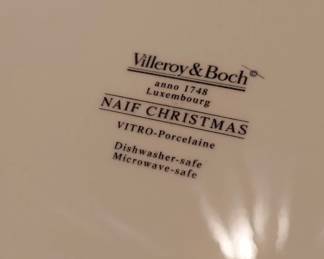 Villeroy & Boch
anno 1748
Luxembourg
NAIF CHRISTMAS
VITRO-Porcelaine
Dishwasher-safe
Microwave-safe